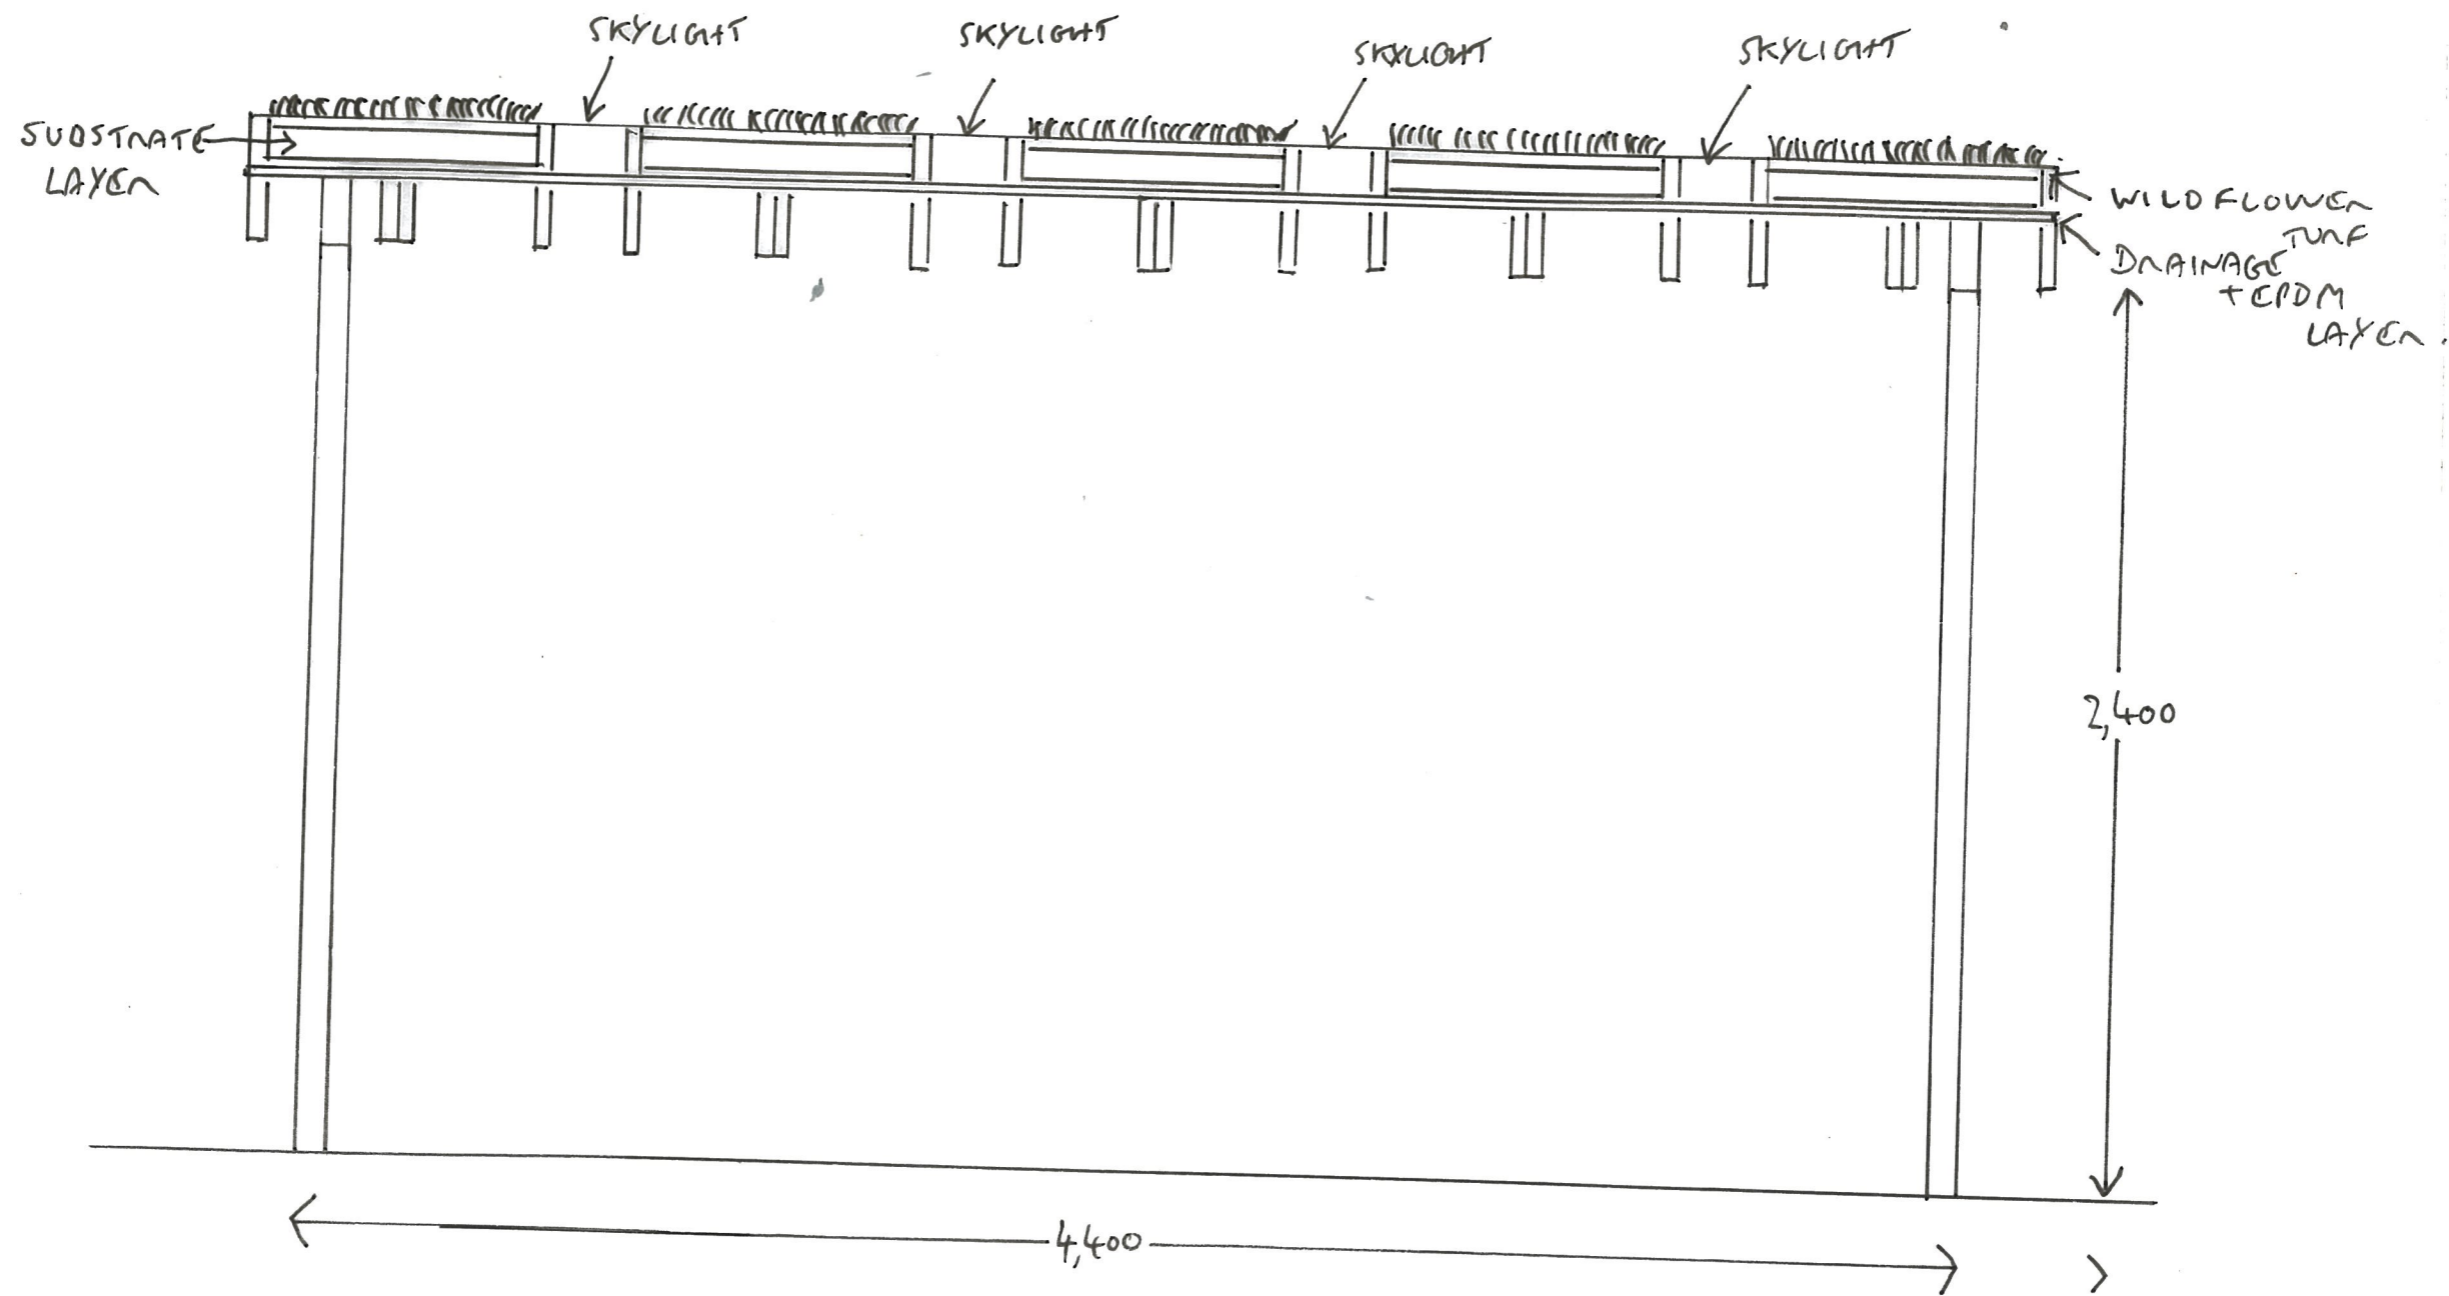 SKYLIGHT
SKYLIGHT
SKYLIGHT
SKYLIGHT
SUBSTRATE
LAYER
WILDFLOWER
TURF
DRAINAGE
+ EPDM
LAYER.
2,400
4,400